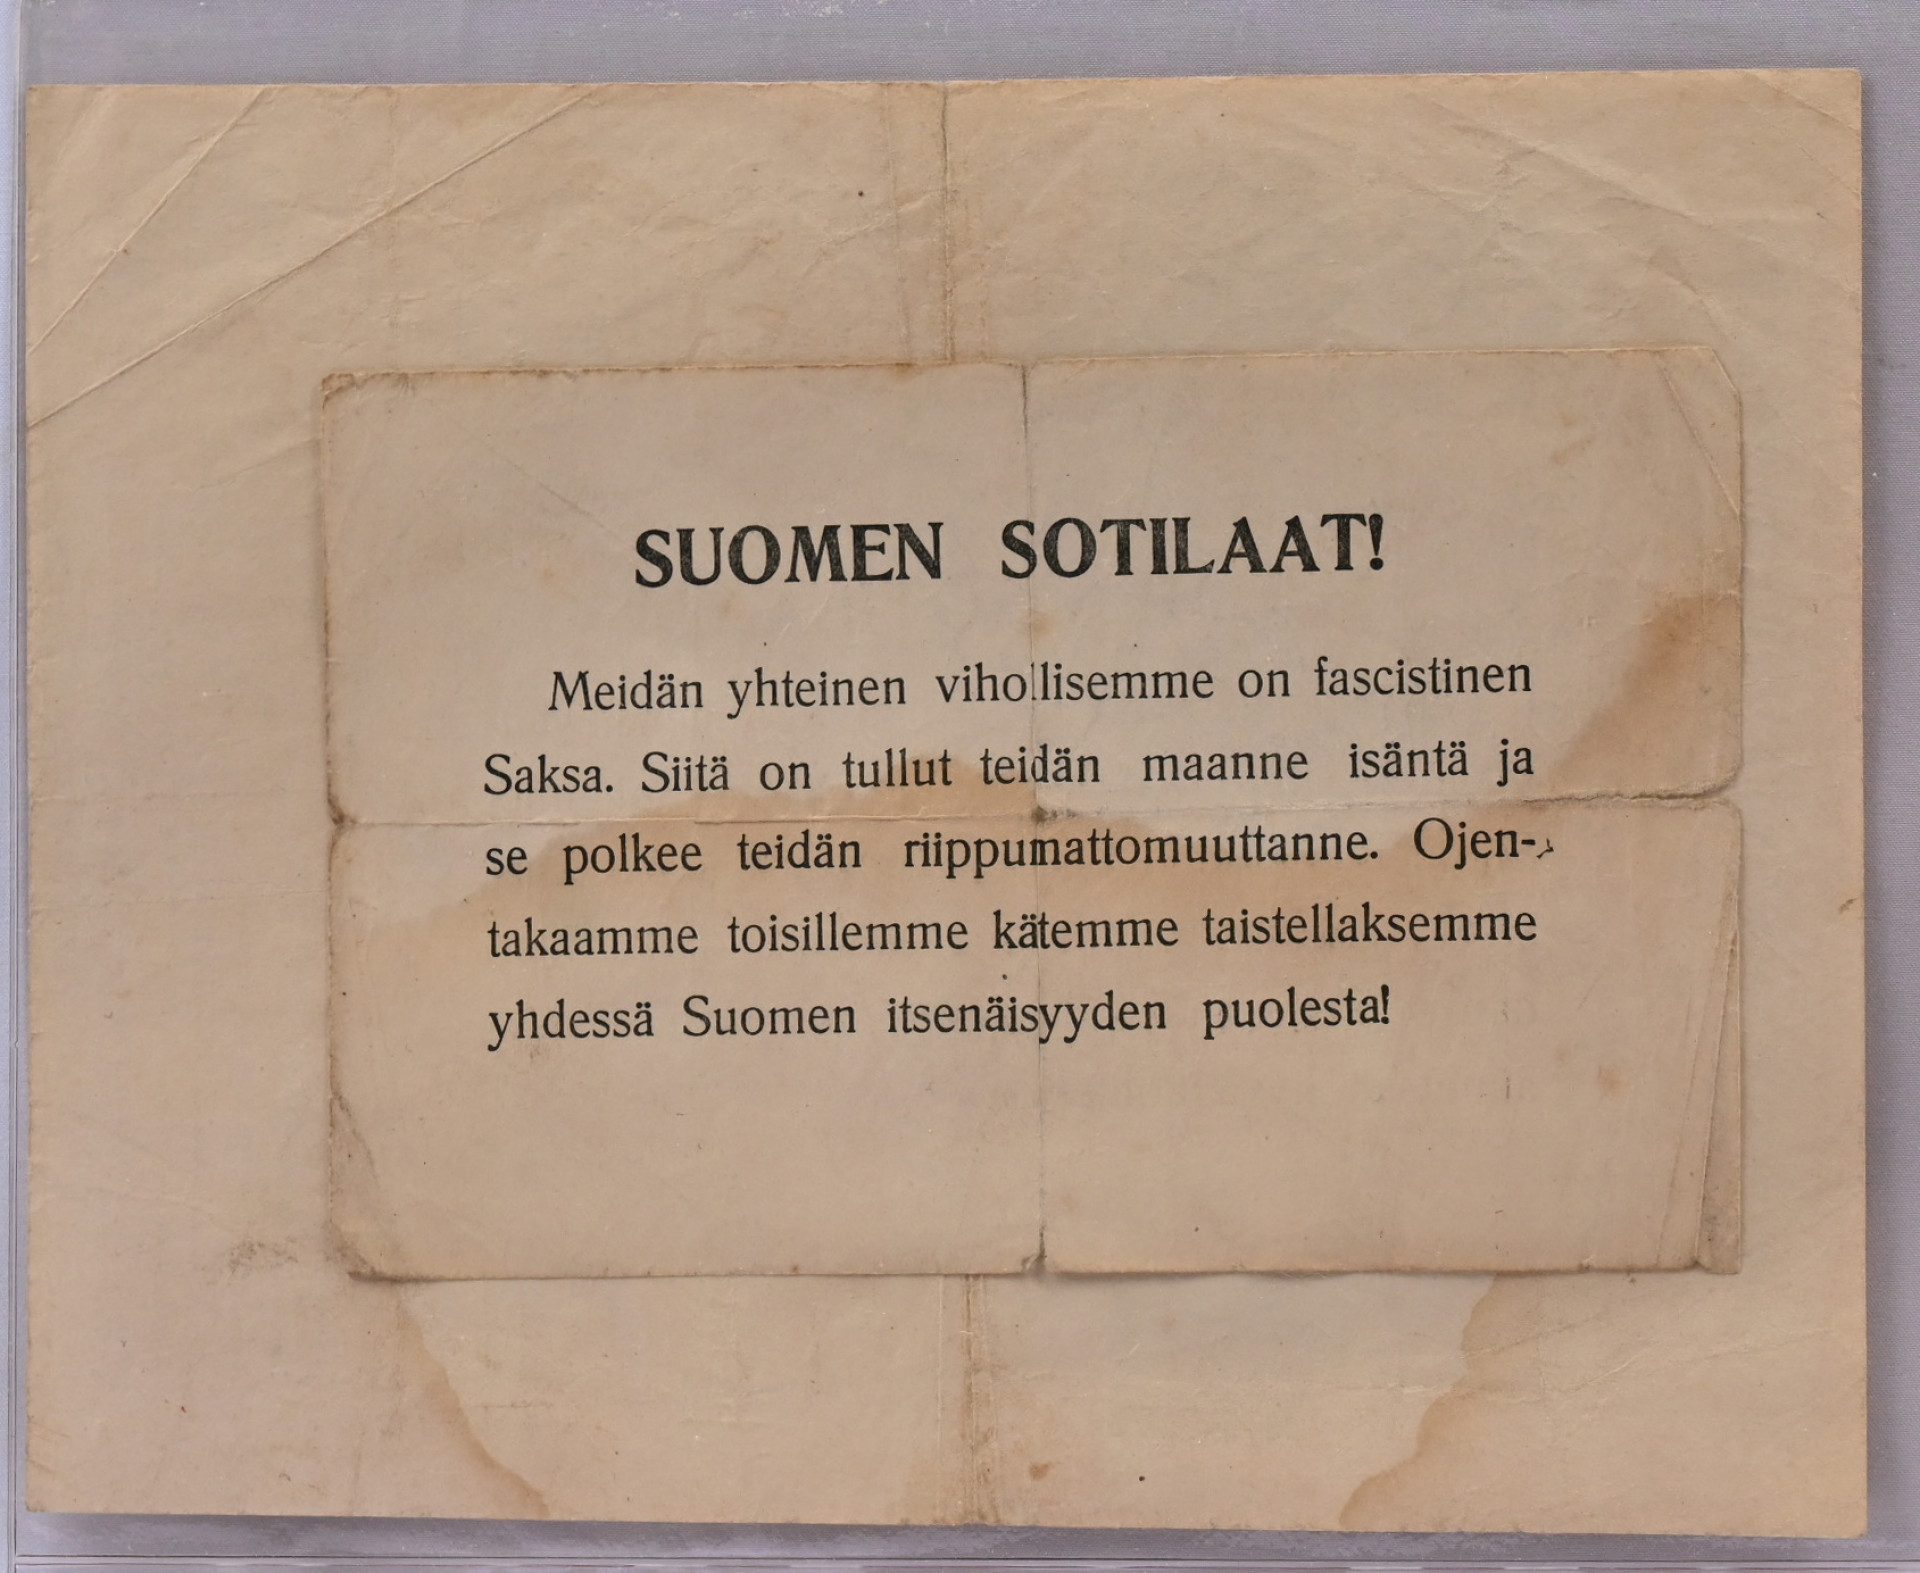 SUOMEN SOTILAAT!
Meidän yhteinen vihollisemme on fascistinen
Saksa. Siitä on tullut teidän maanne isäntä ja
se polkee teidän riippumattomuuttanne. Ojen-
takaamme toisillemme kätemme taistellaksemme
yhdessä Suomen itsenäisyyden puolesta!